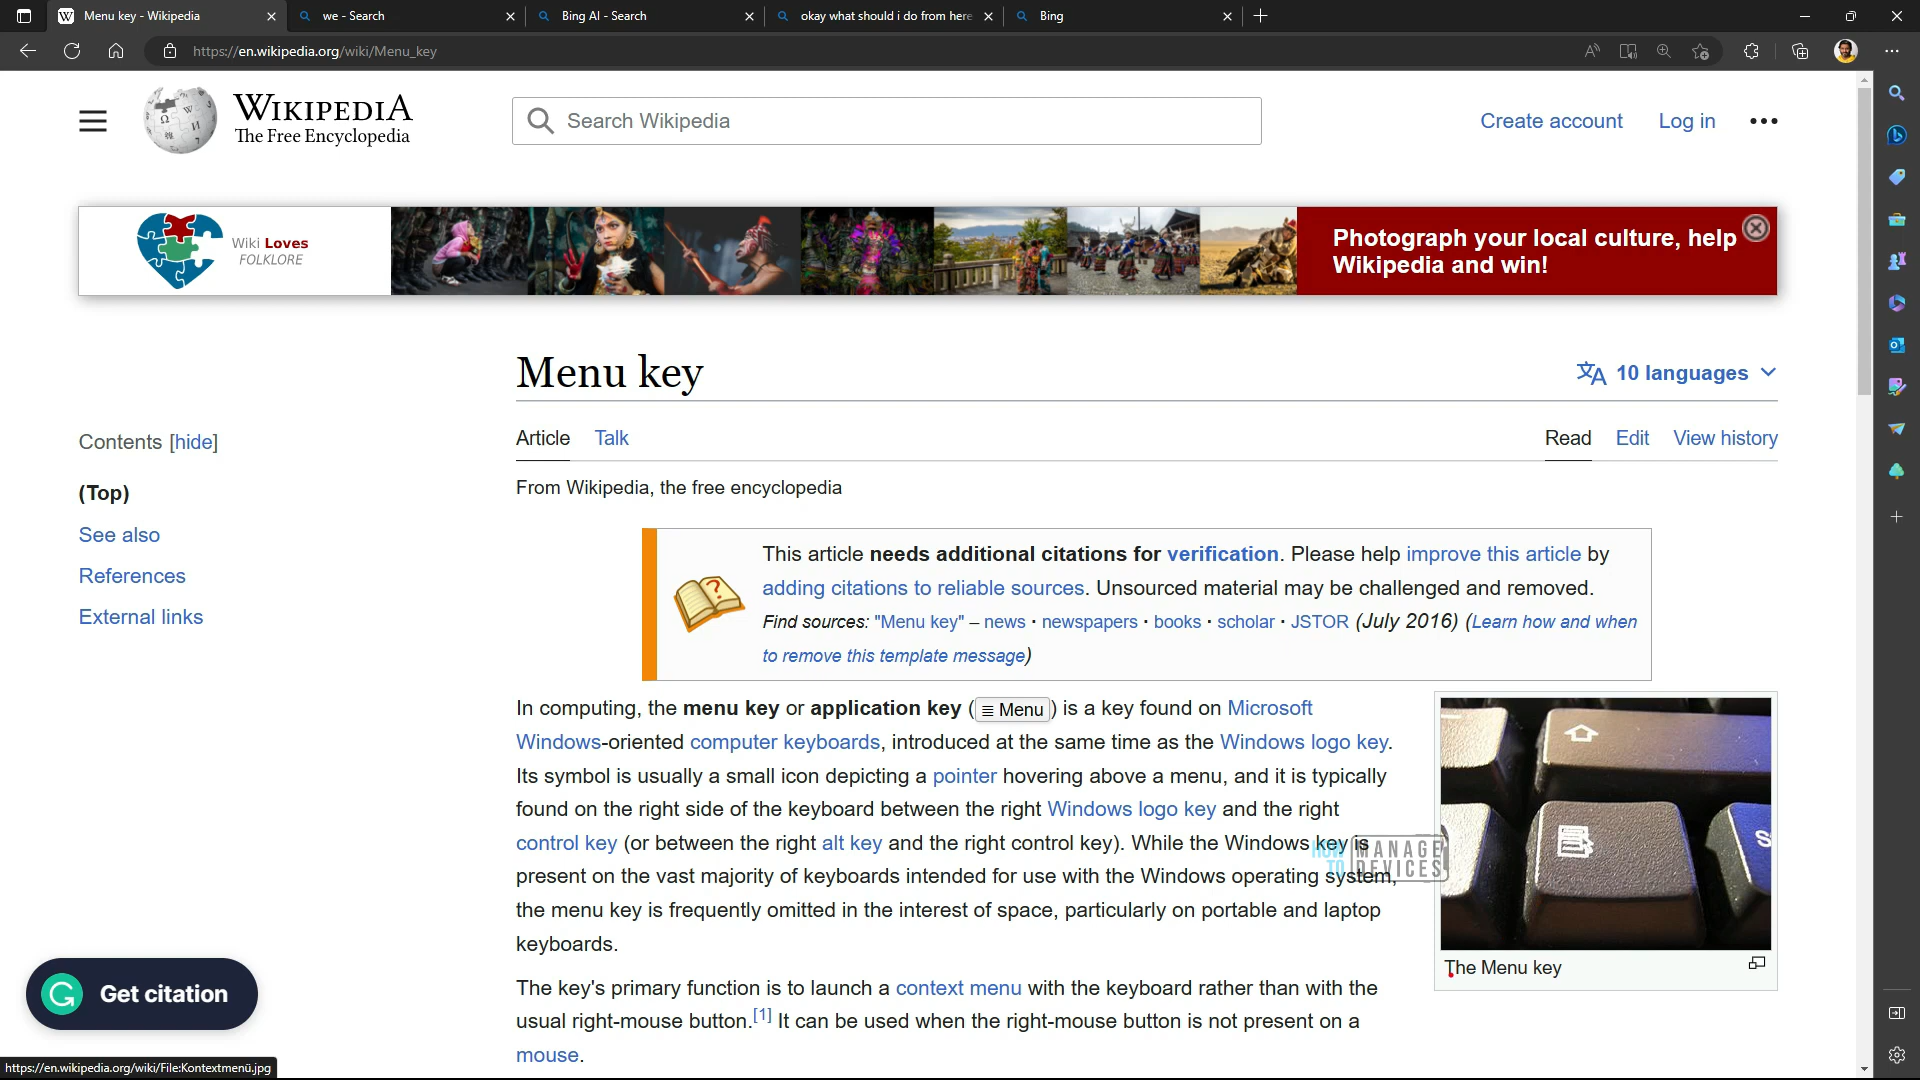 Menu key - Wikipedia
we - Search
Bing AI - Search
okay what should i do from here
Bing
https://en.wikipedia.org/wiki/Menu_key
WIKIPEDIA
The Free Encyclopedia
Search Wikipedia
Create account
Log in
Wiki Loves
FOLKLORE
Photograph your local culture, help
Wikipedia and win!
Menu key
10 languages
Contents [hide]
(Top)
See also
References
External links
Article
Talk
Read
Edit
View history
From Wikipedia, the free encyclopedia
This article needs additional citations for verification. Please help improve this article by
adding citations to reliable sources. Unsourced material may be challenged and removed.
Find sources: "Menu key" – news · newspapers · books · scholar · JSTOR (July 2016) (Learn how and when
to remove this template message)
In computing, the menu key or application key (≡ Menu) is a key found on Microsoft
Windows-oriented computer keyboards, introduced at the same time as the Windows logo key.
Its symbol is usually a small icon depicting a pointer hovering above a menu, and it is typically
found on the right side of the keyboard between the right Windows logo key and the right
control key (or between the right alt key and the right control key). While the Windows key is
present on the vast majority of keyboards intended for use with the Windows operating system,
the menu key is frequently omitted in the interest of space, particularly on portable and laptop
keyboards.
HOW TO MANAGE DEVICES
The Menu key
The key's primary function is to launch a context menu with the keyboard rather than with the
usual right-mouse button.[1] It can be used when the right-mouse button is not present on a
mouse.
Get citation
https://en.wikipedia.org/wiki/File:Kontextmenü.jpg